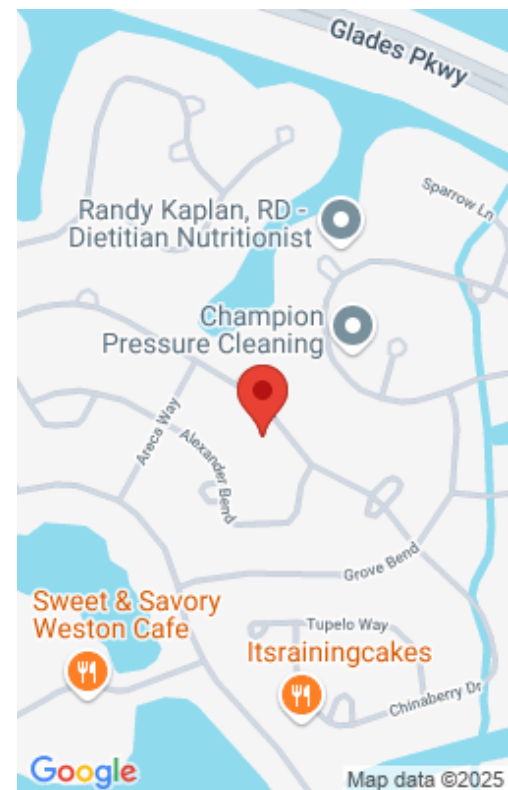 Glades Pkwy
Sparrow Ln
Randy Kaplan, RD -
Dietitian Nutritionist
Champion
Pressure Cleaning
Areca Way
Alexander Bend
Grove Bend
Sweet & Savory
Weston Cafe
Tupelo Way
Itsrainingcakes
Chinaberry Dr
Google
Map data ©2025